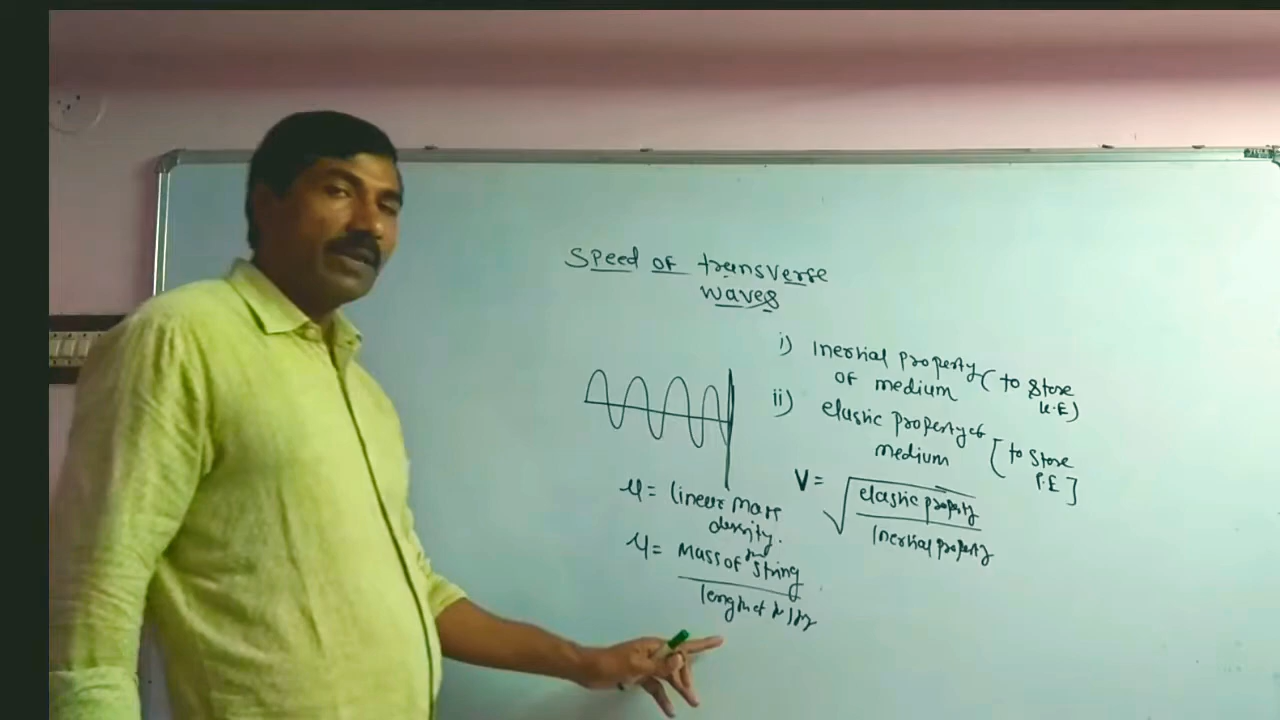 Speed of transverse
waves
i) Inertial property ( to store
of medium K.E)
ii) elastic property of
medium [ to store
P.E ]
V = √ elastic property
Inertial property
μ = linear mass
density.
μ = Mass of the string
length of